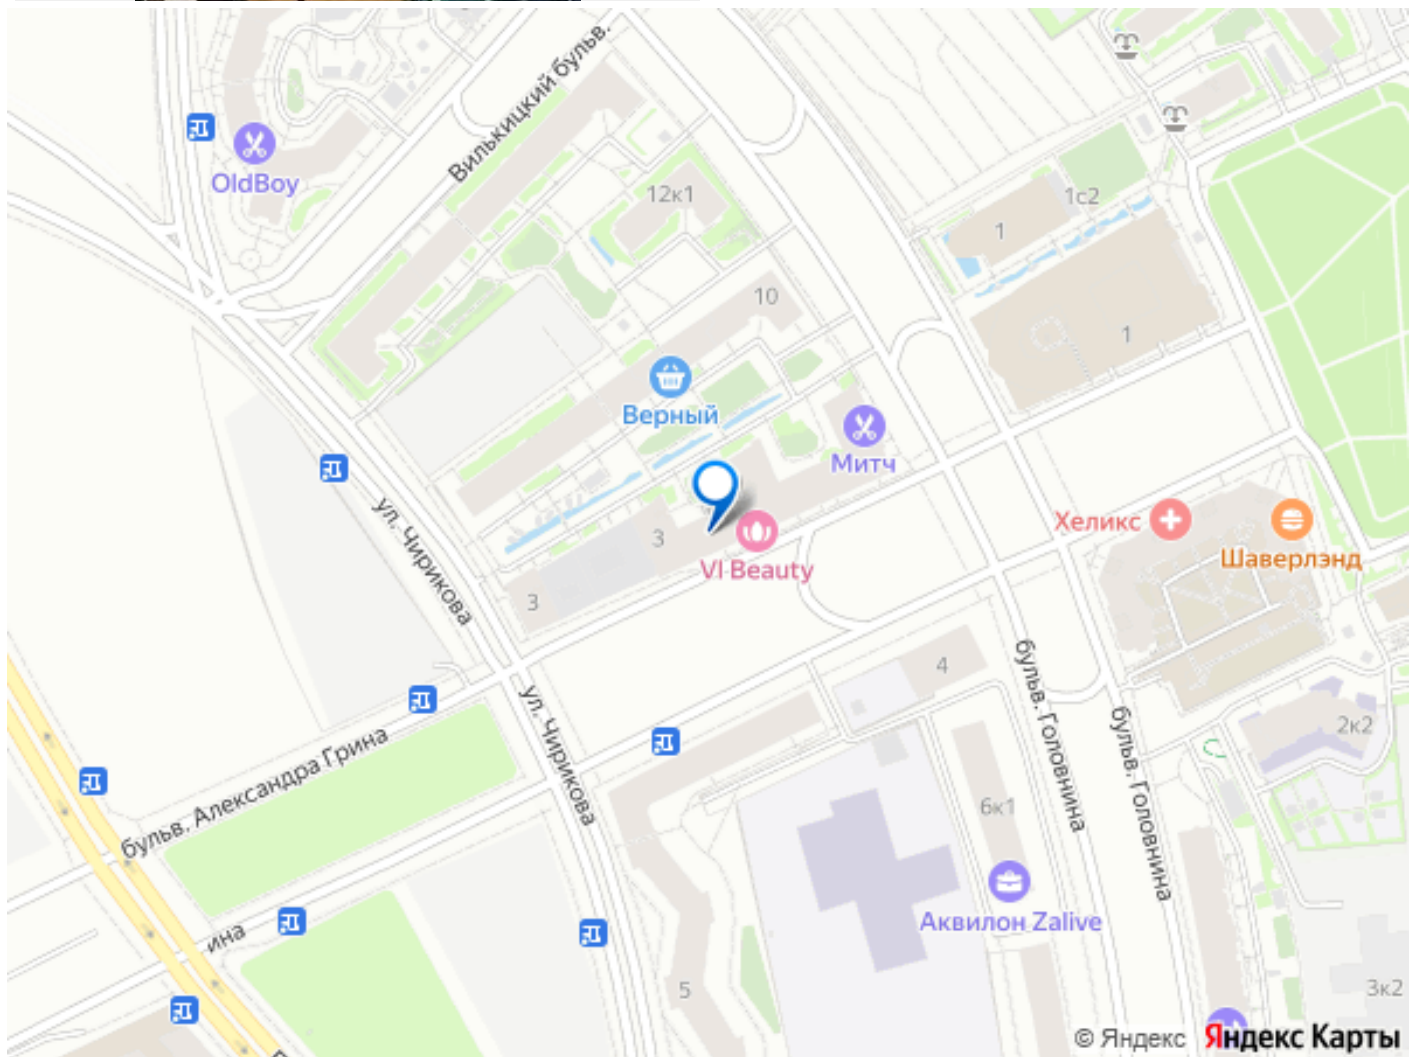 Вилькицкий бульв.
OldBoy
12к1
1с2
1
10
1
Верный
Митч
ул. Чирикова
3
VI Beauty
3
Хеликс
Шаверлэнд
4
бульв. Головнина
ул. Чирикова
бульв. Головнина
2к2
бульв. Александра Грина
6к1
Аквилон Zalive
ина
5
3к2
© Яндекс Яндекс Карты